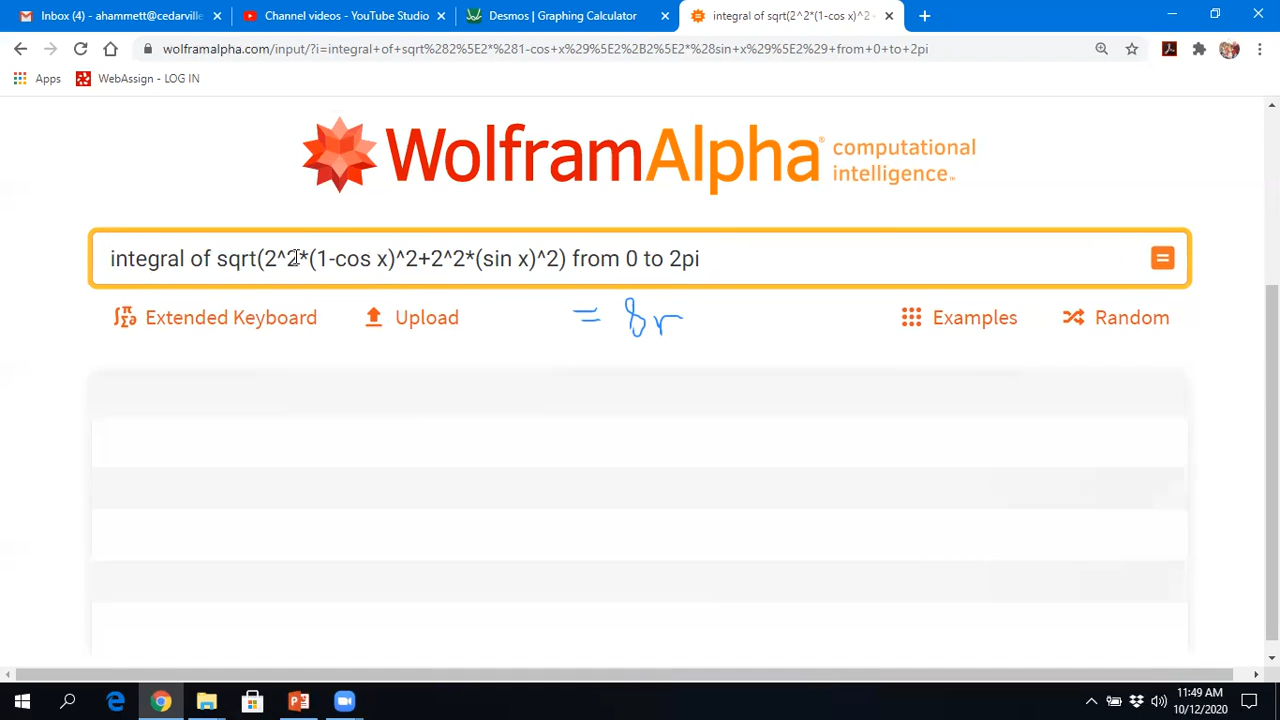 Inbox (4) - ahammett@cedarville
Channel videos - YouTube Studio
Desmos | Graphing Calculator
integral of sqrt(2^2*(1-cos x)^2 -
wolframalpha.com/input/?i=integral+of+sqrt%282%5E2*%281-cos+x%29%5E2%2B2%5E2*%28sin+x%29%5E2%29+from+0+to+2pi
Apps
WebAssign - LOG IN
WolframAlpha computational intelligence™
integral of sqrt(2^2*(1-cos x)^2+2^2*(sin x)^2) from 0 to 2pi
Extended Keyboard
Upload
= 8r
Examples
Random
11:49 AM
10/12/2020